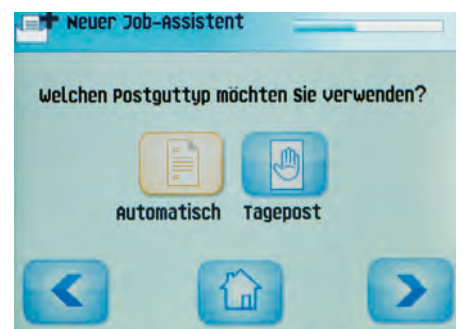 Neuer Job-Assistent
Welchen Postguttyp möchten Sie verwenden?
Automatisch Tagepost